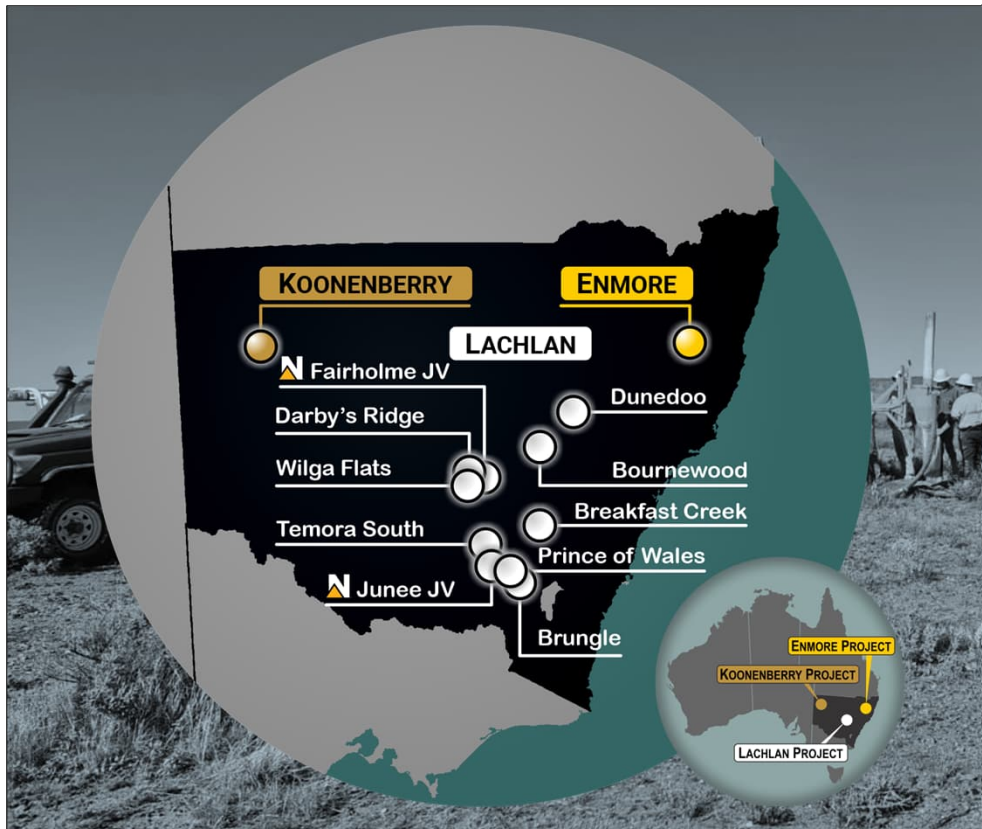 KOONENBERRY
ENMORE
LACHLAN
N Fairholme JV
Darby's Ridge
Wilga Flats
Temora South
N Junee JV
Dunedoo
Bournewood
Breakfast Creek
Prince of Wales
Brungle
ENMORE PROJECT
KOONENBERRY PROJECT
LACHLAN PROJECT